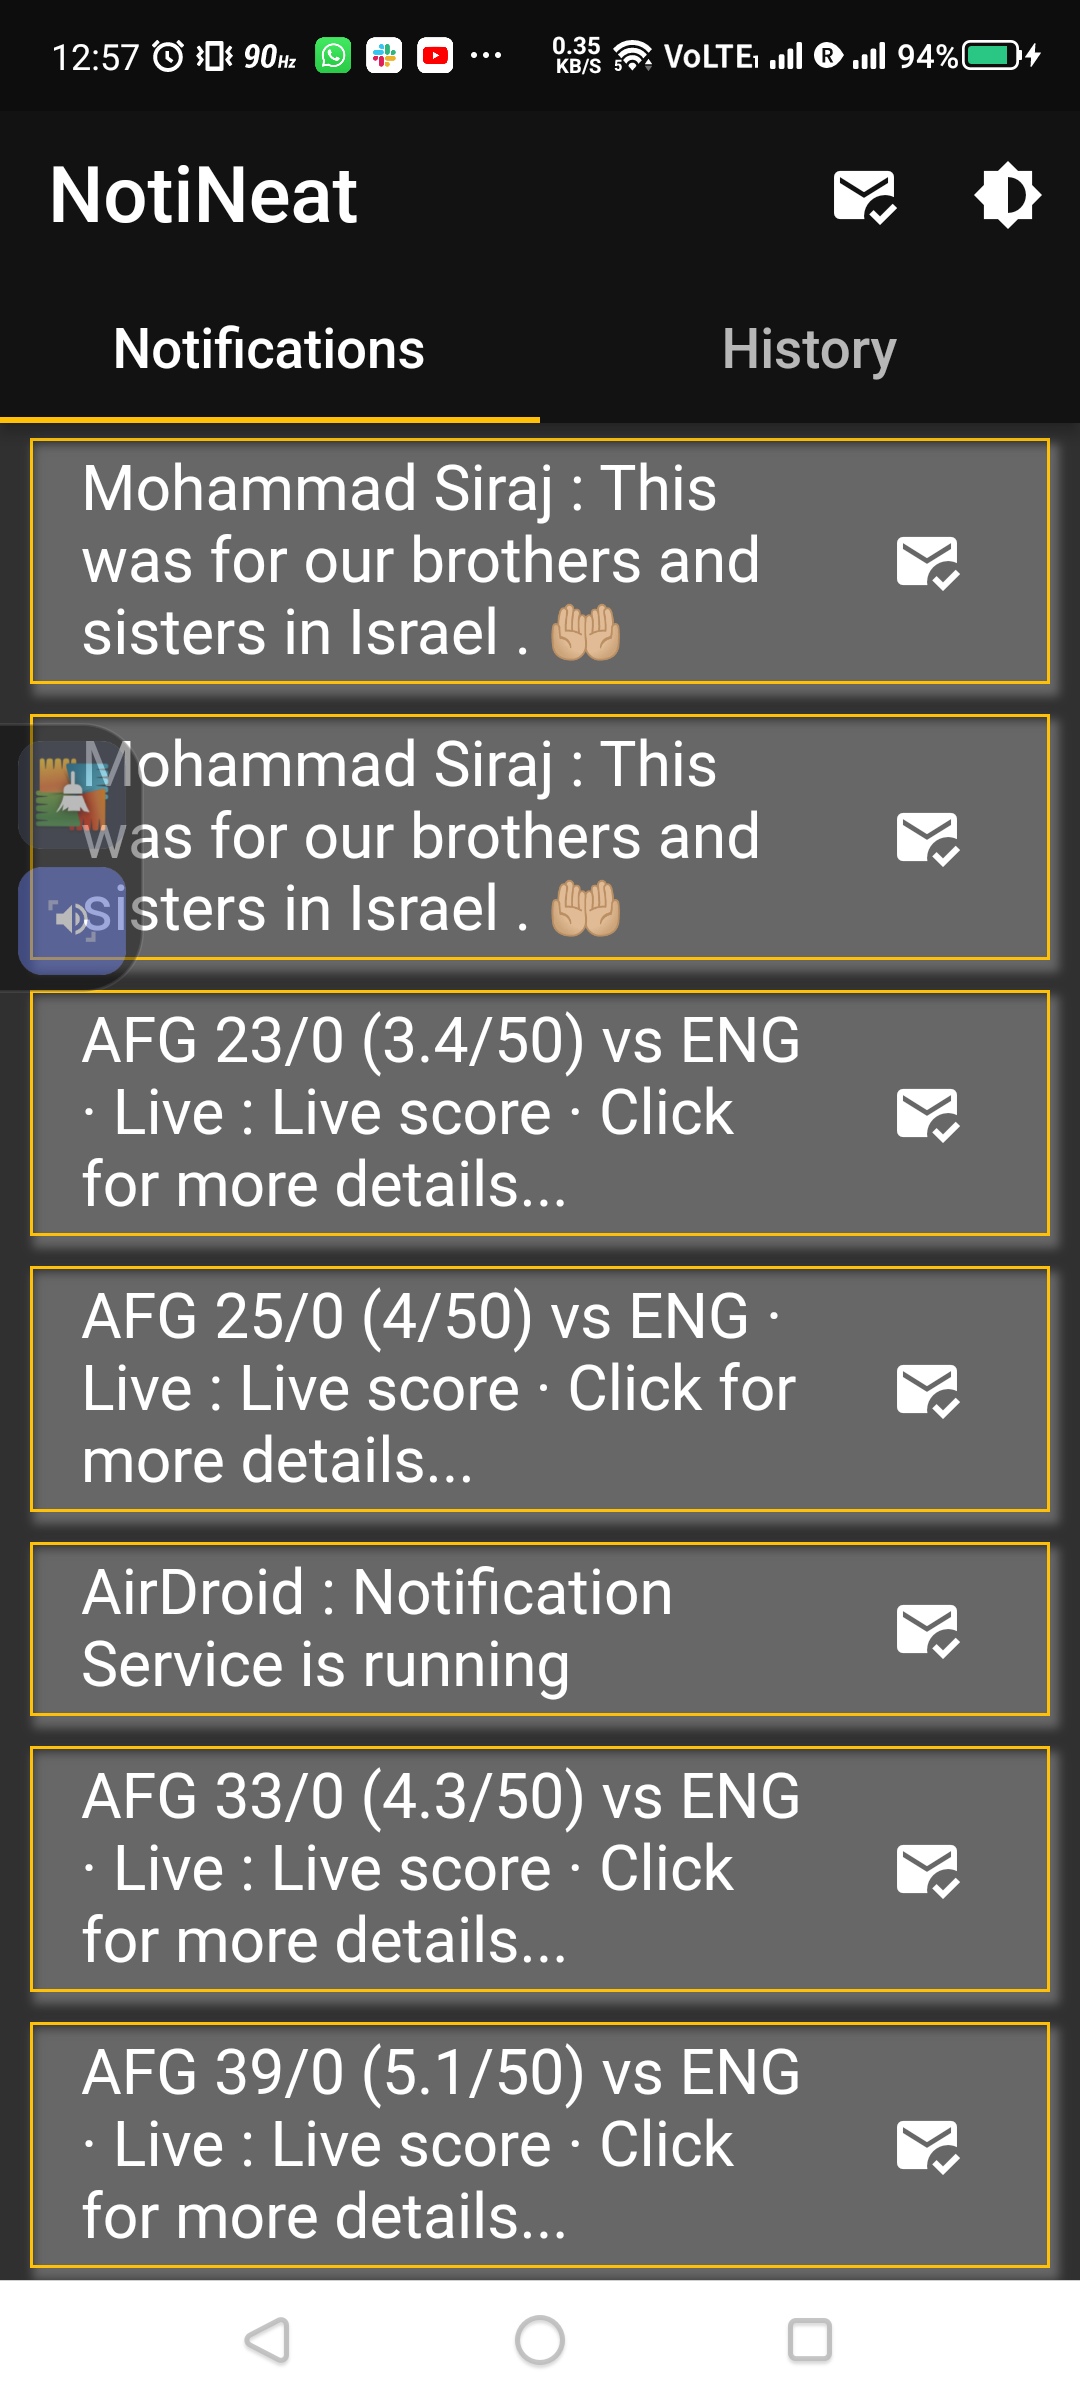 12:57 90Hz 0.35 KB/S 5 VoLTE1 R 94%
NotiNeat
Notifications History
Mohammad Siraj : This
was for our brothers and
sisters in Israel . 🤲🏼
Mohammad Siraj : This
was for our brothers and
sisters in Israel . 🤲🏼
AFG 23/0 (3.4/50) vs ENG
· Live : Live score · Click
for more details...
AFG 25/0 (4/50) vs ENG ·
Live : Live score · Click for
more details...
AirDroid : Notification
Service is running
AFG 33/0 (4.3/50) vs ENG
· Live : Live score · Click
for more details...
AFG 39/0 (5.1/50) vs ENG
· Live : Live score · Click
for more details...